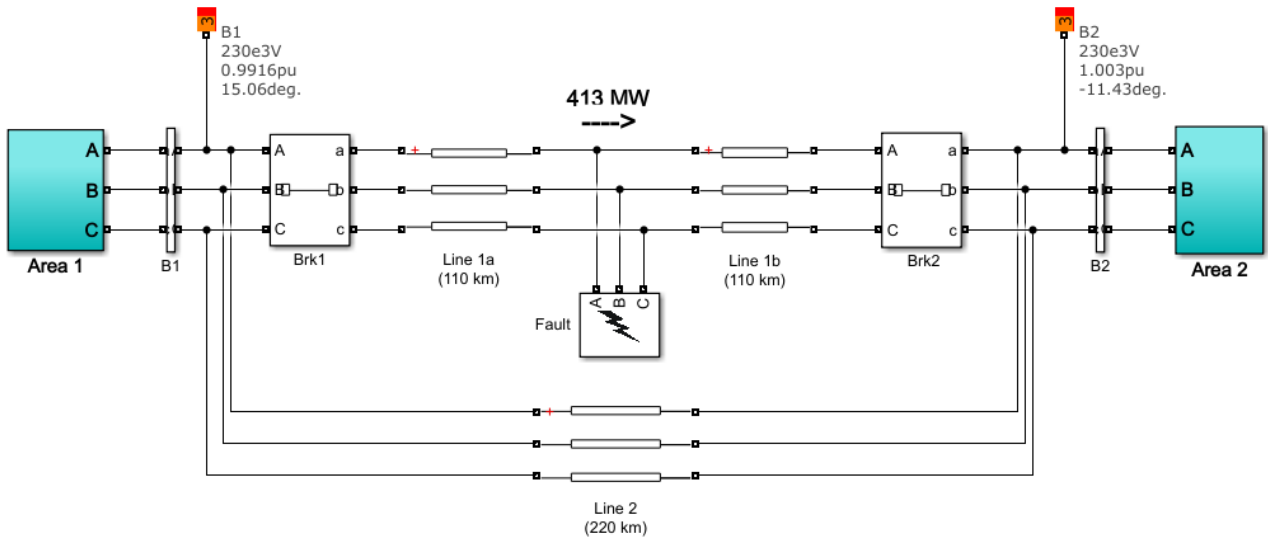 3
B1
230e3V
0.9916pu
15.06deg.
3
B2
230e3V
1.003pu
-11.43deg.
413 MW
---->
A
B
C
Area 1
B1
A
B
C
a
b
c
Brk1
+
Line 1a
(110 km)
+
Line 1b
(110 km)
A
B
C
a
b
c
Brk2
B2
A
B
C
Area 2
A
B
C
Fault
+
Line 2
(220 km)